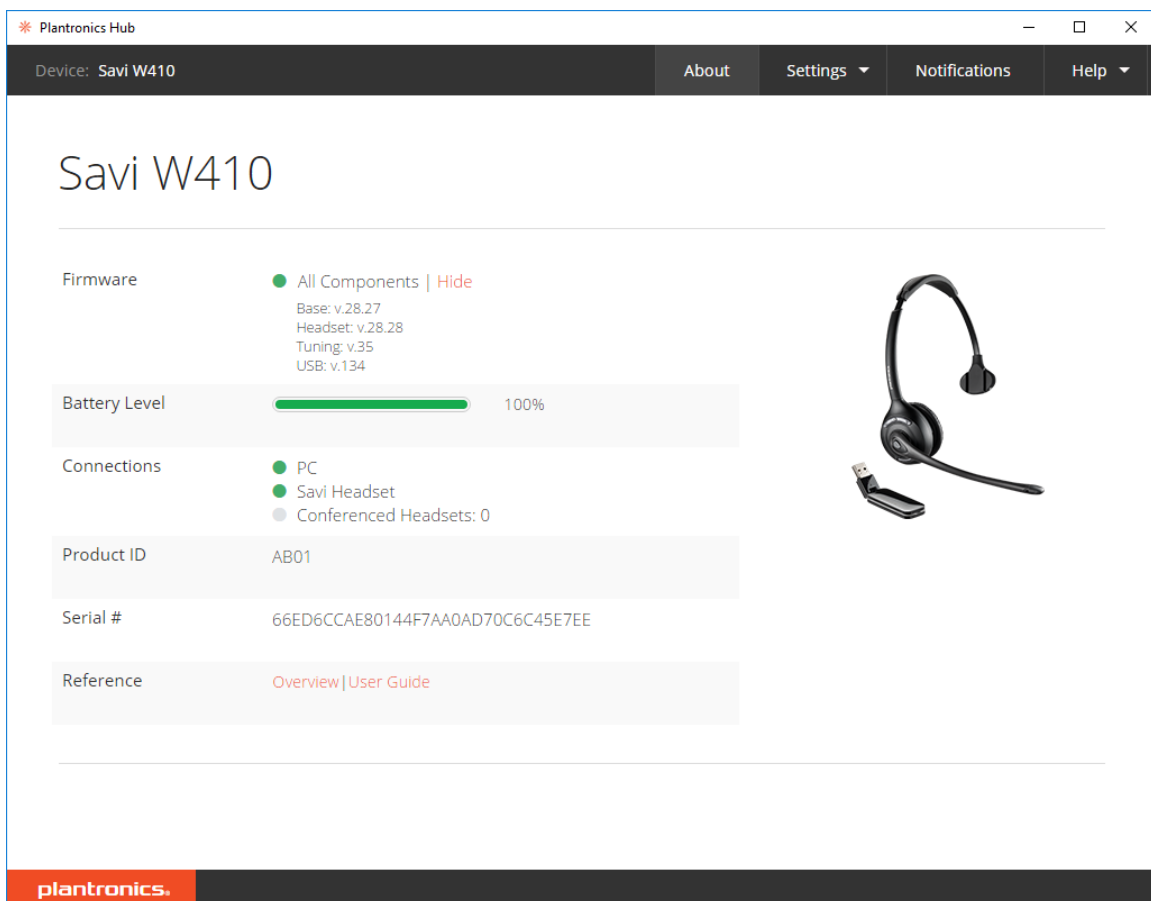 Plantronics Hub
Device: Savi W410 About Settings Notifications Help
Savi W410
Firmware All Components | Hide
Base: v.28.27
Headset: v.28.28
Tuning: v.35
USB: v.134
Battery Level 100%
Connections PC
Savi Headset
Conferenced Headsets: 0
Product ID AB01
Serial # 66ED6CCAE80144F7AA0AD70C6C45E7EE
Reference Overview|User Guide
plantronics.